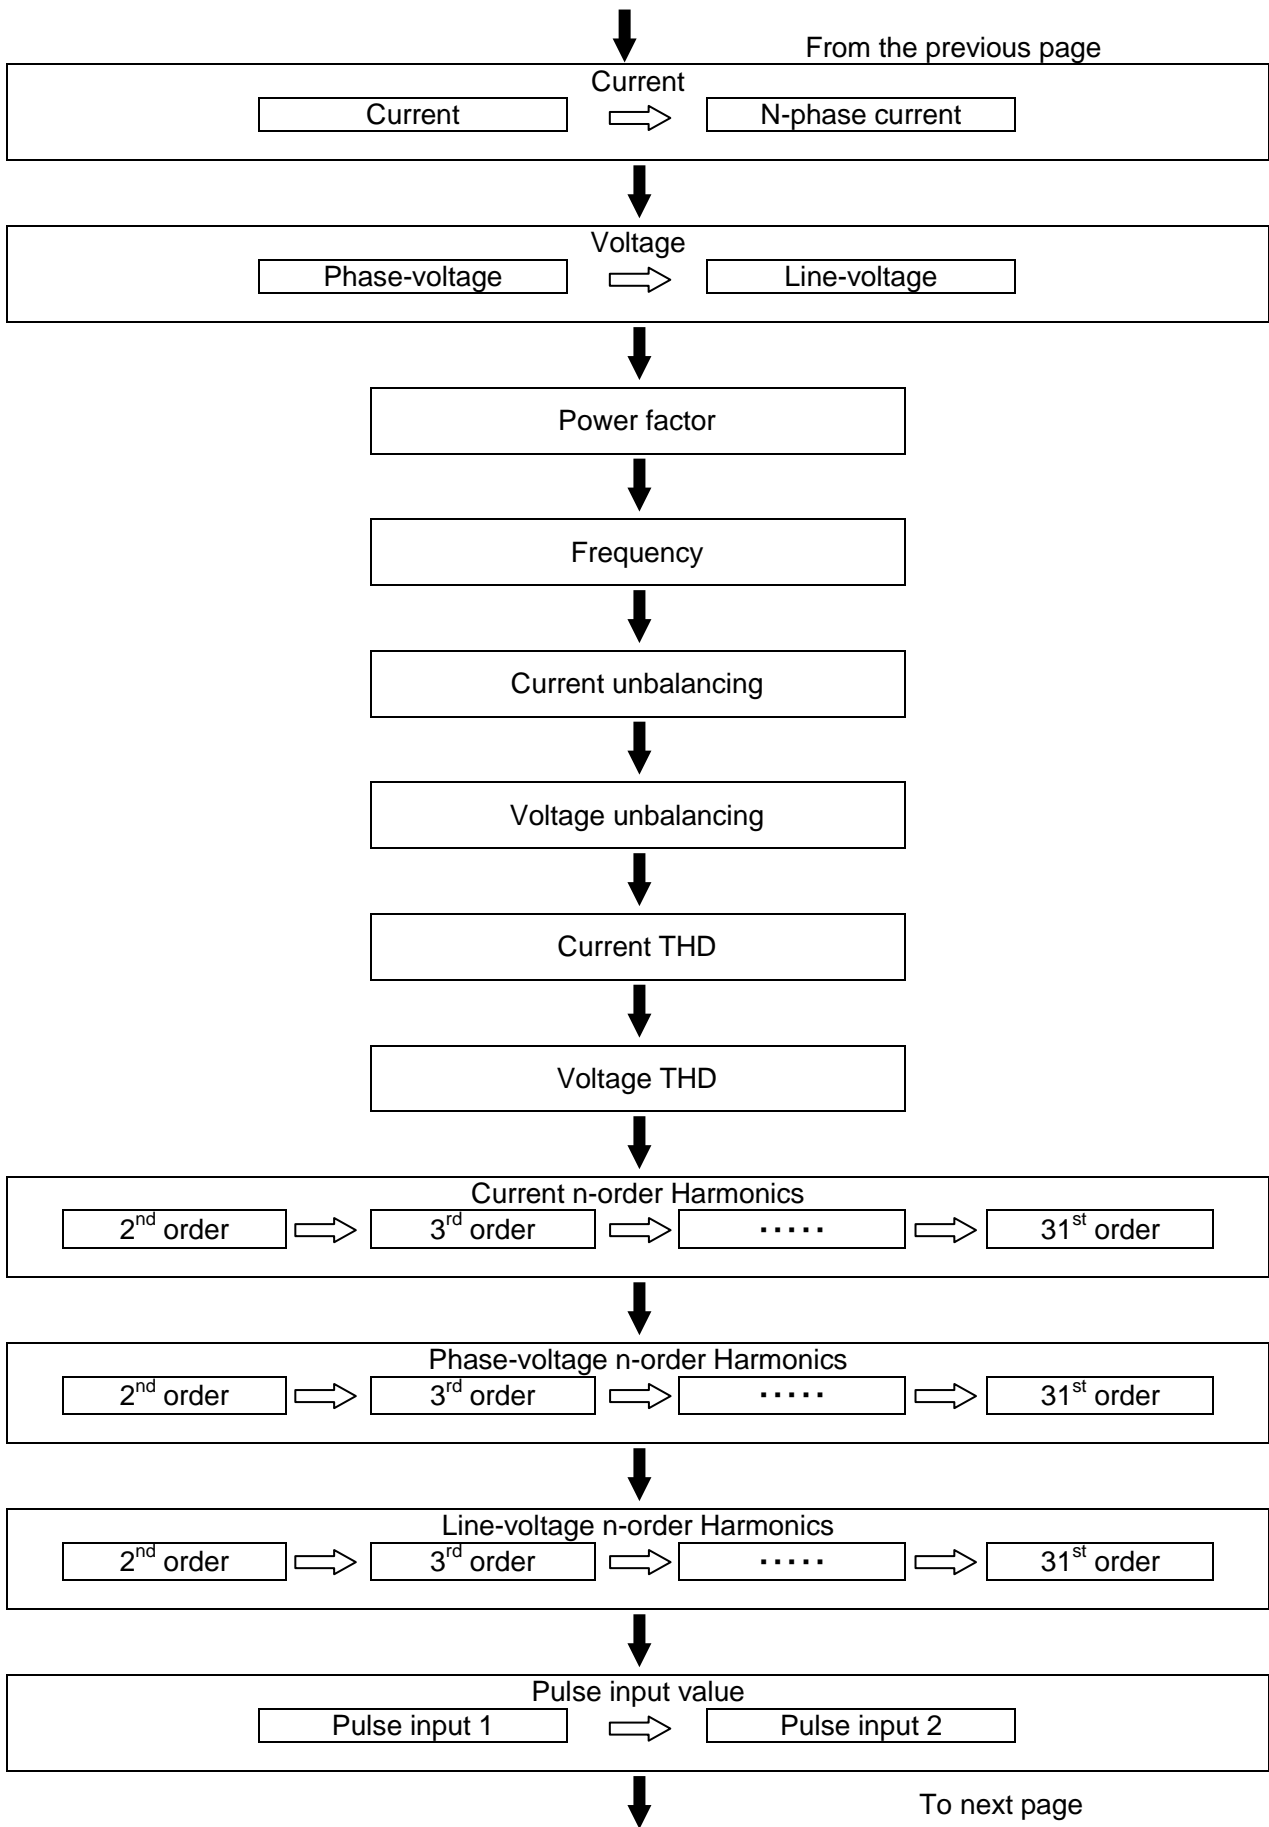 From the previous page
Current
Current N-phase current
Voltage
Phase-voltage Line-voltage
Power factor
Frequency
Current unbalancing
Voltage unbalancing
Current THD
Voltage THD
Current n-order Harmonics
2nd order 3rd order ····· 31st order
Phase-voltage n-order Harmonics
2nd order 3rd order ····· 31st order
Line-voltage n-order Harmonics
2nd order 3rd order ····· 31st order
Pulse input value
Pulse input 1 Pulse input 2
To next page